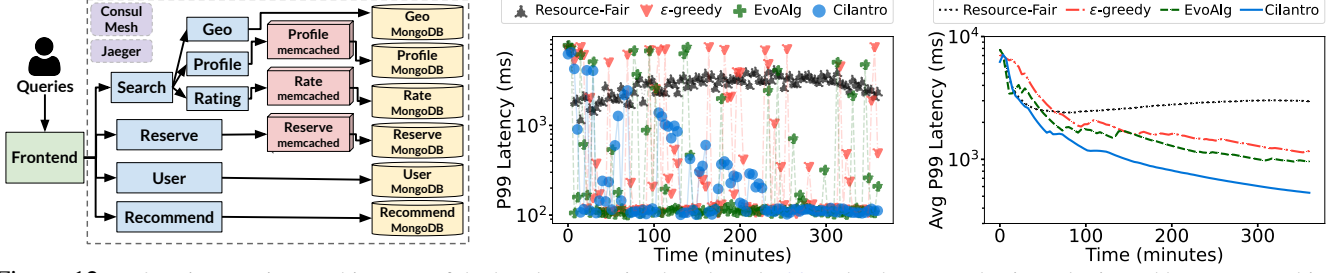 Consul
Mesh
Jaeger
Queries
Frontend
Search
Geo
Profile
Rating
Reserve
User
Recommend
Profile
memcached
Rate
memcached
Reserve
memcached
Geo
MongoDB
Profile
MongoDB
Rate
MongoDB
Reserve
MongoDB
User
MongoDB
Recommend
MongoDB
Resource-Fair ε-greedy EvoAlg Cilantro
P99 Latency (ms)
10³
10²
0 100 200 300
Time (minutes)
Resource-Fair ε-greedy EvoAlg Cilantro
Avg P99 Latency (ms)
10⁴
10³
0 100 200 300
Time (minutes)